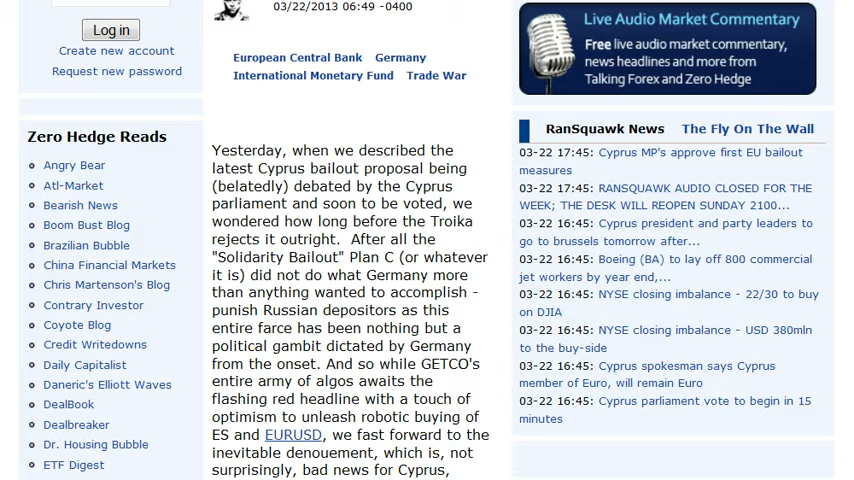 Log in
Create new account
Request new password
Zero Hedge Reads
Angry Bear
Atl-Market
Bearish News
Boom Bust Blog
Brazilian Bubble
China Financial Markets
Chris Martenson's Blog
Contrary Investor
Coyote Blog
Credit Writedowns
Daily Capitalist
Daneric's Elliott Waves
DealBook
Dealbreaker
Dr. Housing Bubble
ETF Digest
03/22/2013 06:49 -0400
European Central Bank Germany
International Monetary Fund Trade War
Yesterday, when we described the
latest Cyprus bailout proposal being
(belatedly) debated by the Cyprus
parliament and soon to be voted, we
wondered how long before the Troika
rejects it outright. After all the
"Solidarity Bailout" Plan C (or whatever
it is) did not do what Germany more
than anything wanted to accomplish -
punish Russian depositors as this
entire farce has been nothing but a
political gambit dictated by Germany
from the onset. And so while GETCO's
entire army of algos awaits the
flashing red headline with a touch of
optimism to unleash robotic buying of
ES and EURUSD, we fast forward to the
inevitable denouement, which is, not
surprisingly, bad news for Cyprus,
Live Audio Market Commentary
Free live audio market commentary,
news headlines and more from
Talking Forex and Zero Hedge
RanSquawk News The Fly On The Wall
03-22 17:45: Cyprus MP's approve first EU bailout
measures
03-22 17:45: RANSQUAWK AUDIO CLOSED FOR THE
WEEK; THE DESK WILL REOPEN SUNDAY 2100...
03-22 16:45: Cyprus president and party leaders to
go to brussels tomorrow after...
03-22 16:45: Boeing (BA) to lay off 800 commercial
jet workers by year end,...
03-22 16:45: NYSE closing imbalance - 22/30 to buy
on DJIA
03-22 16:45: NYSE closing imbalance - USD 380mln
to the buy-side
03-22 16:45: Cyprus spokesman says Cyprus
member of Euro, will remain Euro
03-22 16:45: Cyprus parliament vote to begin in 15
minutes